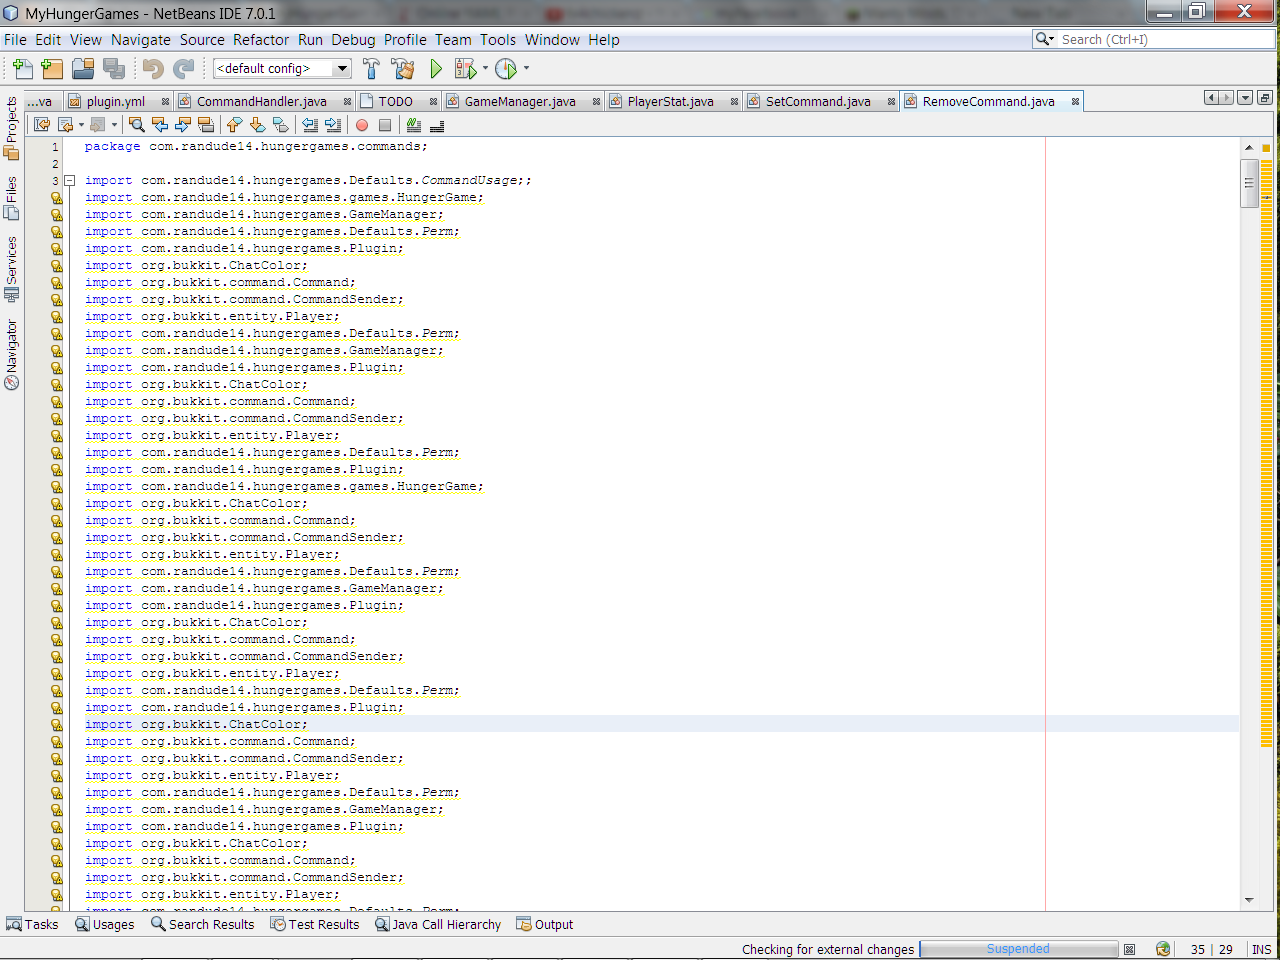 MyHungerGames - NetBeans IDE 7.0.1
File Edit View Navigate Source Refactor Run Debug Profile Team Tools Window Help
Search (Ctrl+I)
<default config>
...va plugin.yml CommandHandler.java TODO GameManager.java PlayerStat.java SetCommand.java RemoveCommand.java
Projects
Files
Services
Navigator
1 package com.randude14.hungergames.commands;
2
3 import com.randude14.hungergames.Defaults.CommandUsage;;
import com.randude14.hungergames.games.HungerGame;
import com.randude14.hungergames.GameManager;
import com.randude14.hungergames.Defaults.Perm;
import com.randude14.hungergames.Plugin;
import org.bukkit.ChatColor;
import org.bukkit.command.Command;
import org.bukkit.command.CommandSender;
import org.bukkit.entity.Player;
import com.randude14.hungergames.Defaults.Perm;
import com.randude14.hungergames.GameManager;
import com.randude14.hungergames.Plugin;
import org.bukkit.ChatColor;
import org.bukkit.command.Command;
import org.bukkit.command.CommandSender;
import org.bukkit.entity.Player;
import com.randude14.hungergames.Defaults.Perm;
import com.randude14.hungergames.Plugin;
import com.randude14.hungergames.games.HungerGame;
import org.bukkit.ChatColor;
import org.bukkit.command.Command;
import org.bukkit.command.CommandSender;
import org.bukkit.entity.Player;
import com.randude14.hungergames.Defaults.Perm;
import com.randude14.hungergames.GameManager;
import com.randude14.hungergames.Plugin;
import org.bukkit.ChatColor;
import org.bukkit.command.Command;
import org.bukkit.command.CommandSender;
import org.bukkit.entity.Player;
import com.randude14.hungergames.Defaults.Perm;
import com.randude14.hungergames.Plugin;
import org.bukkit.ChatColor;
import org.bukkit.command.Command;
import org.bukkit.command.CommandSender;
import org.bukkit.entity.Player;
import com.randude14.hungergames.Defaults.Perm;
import com.randude14.hungergames.GameManager;
import com.randude14.hungergames.Plugin;
import org.bukkit.ChatColor;
import org.bukkit.command.Command;
import org.bukkit.command.CommandSender;
import org.bukkit.entity.Player;
import com.randude14.hungergames.Defaults.Perm;
Tasks Usages Search Results Test Results Java Call Hierarchy Output
Checking for external changes Suspended 35 | 29 INS